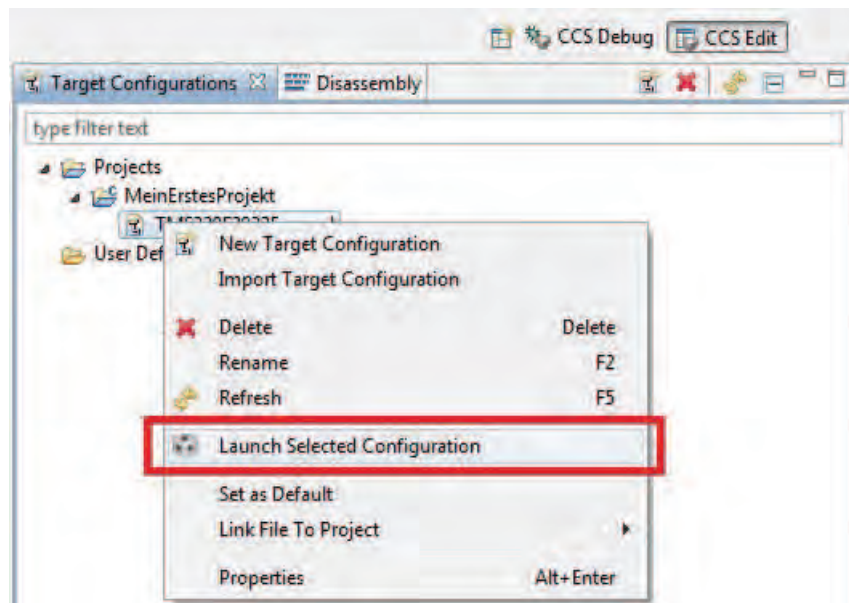 CCS Debug CCS Edit
Target Configurations Disassembly
type filter text
Projects
MeinErstesProjekt
User Def
New Target Configuration
Import Target Configuration
Delete Delete
Rename F2
Refresh F5
Launch Selected Configuration
Set as Default
Link File To Project
Properties Alt+Enter